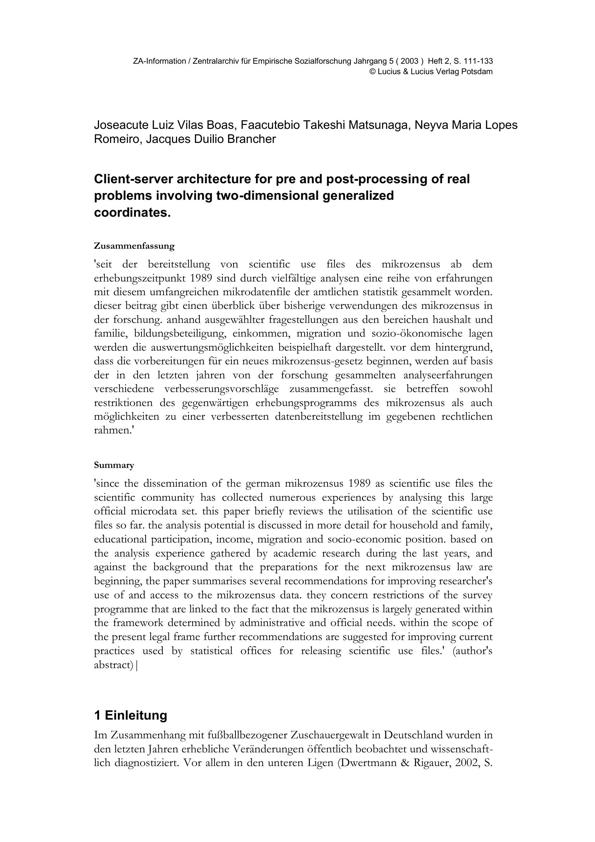 ZA-Information / Zentralarchiv für Empirische Sozialforschung Jahrgang 5 ( 2003 ) Heft 2, S. 111-133
© Lucius & Lucius Verlag Potsdam
Joseacute Luiz Vilas Boas, Faacutebio Takeshi Matsunaga, Neyva Maria Lopes
Romeiro, Jacques Duilio Brancher
Client-server architecture for pre and post-processing of real
problems involving two-dimensional generalized
coordinates.
Zusammenfassung
'seit der bereitstellung von scientific use files des mikrozensus ab dem
erhebungszeitpunkt 1989 sind durch vielfältige analysen eine reihe von erfahrungen
mit diesem umfangreichen mikrodatenfile der amtlichen statistik gesammelt worden.
dieser beitrag gibt einen überblick über bisherige verwendungen des mikrozensus in
der forschung. anhand ausgewählter fragestellungen aus den bereichen haushalt und
familie, bildungsbeteiligung, einkommen, migration und sozio-ökonomische lagen
werden die auswertungsmöglichkeiten beispielhaft dargestellt. vor dem hintergrund,
dass die vorbereitungen für ein neues mikrozensus-gesetz beginnen, werden auf basis
der in den letzten jahren von der forschung gesammelten analyseerfahrungen
verschiedene verbesserungsvorschläge zusammengefasst. sie betreffen sowohl
restriktionen des gegenwärtigen erhebungsprogramms des mikrozensus als auch
möglichkeiten zu einer verbesserten datenbereitstellung im gegebenen rechtlichen
rahmen.'
Summary
'since the dissemination of the german mikrozensus 1989 as scientific use files the
scientific community has collected numerous experiences by analysing this large
official microdata set. this paper briefly reviews the utilisation of the scientific use
files so far. the analysis potential is discussed in more detail for household and family,
educational participation, income, migration and socio-economic position. based on
the analysis experience gathered by academic research during the last years, and
against the background that the preparations for the next mikrozensus law are
beginning, the paper summarises several recommendations for improving researcher's
use of and access to the mikrozensus data. they concern restrictions of the survey
programme that are linked to the fact that the mikrozensus is largely generated within
the framework determined by administrative and official needs. within the scope of
the present legal frame further recommendations are suggested for improving current
practices used by statistical offices for releasing scientific use files.' (author's
abstract)|
1 Einleitung
Im Zusammenhang mit fußballbezogener Zuschauergewalt in Deutschland wurden in
den letzten Jahren erhebliche Veränderungen öffentlich beobachtet und wissenschaft-
lich diagnostiziert. Vor allem in den unteren Ligen (Dwertmann & Rigauer, 2002, S.